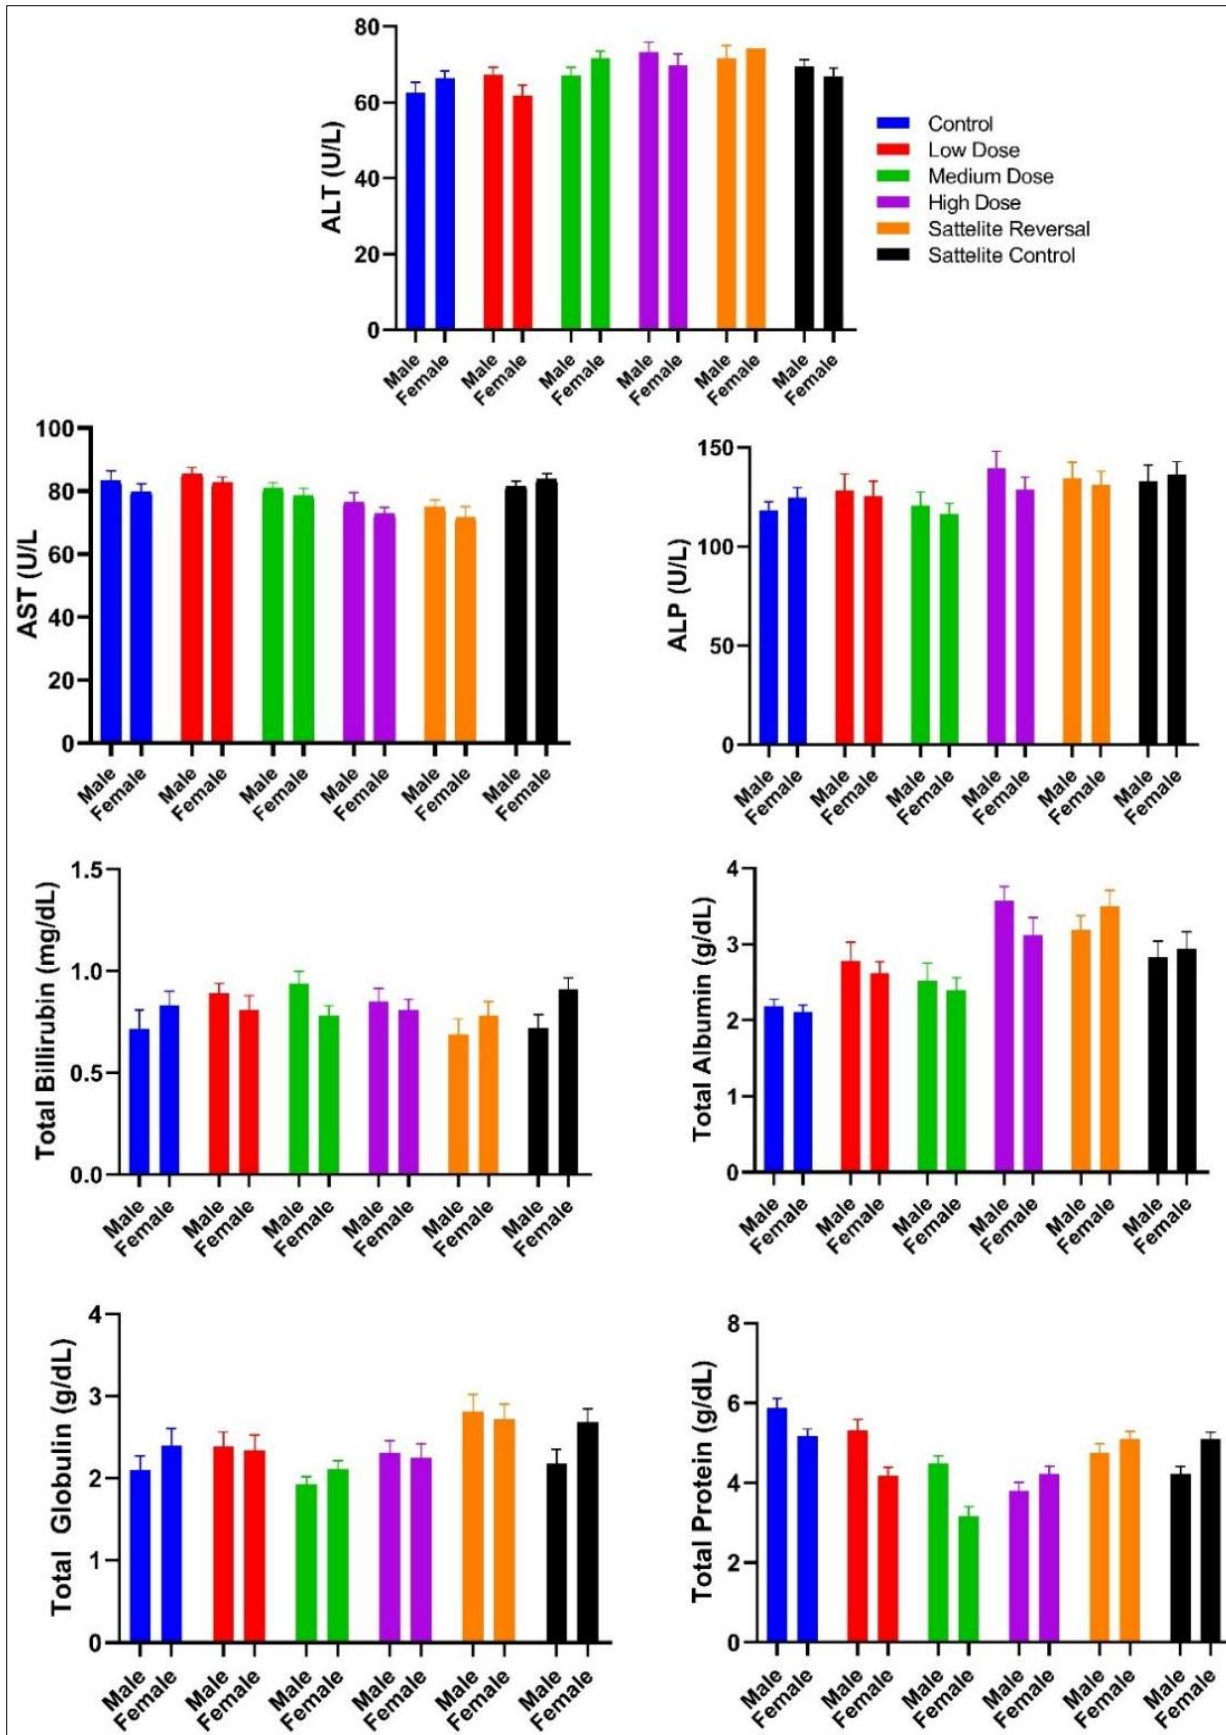 ALT (U/L)
80
60
40
20
0
Male Female Male Female Male Female Male Female Male Female Male Female
Control
Low Dose
Medium Dose
High Dose
Sattelite Reversal
Sattelite Control
AST (U/L
100
80
60
40
20
0
Male Female Male Female Male Female Male Female Male Female Male Female
ALP (U/L)
150
100
50
0
Male Female Male Female Male Female Male Female Male Female Male Female
Total Billirubin (mg/dL)
1.5
1.0
0.5
0.0
Male Female Male Female Male Female Male Female Male Female Male Female
Total Albumin (g/dL)
4
3
2
1
0
Male Female Male Female Male Female Male Female Male Female Male Female
Total Globulin (g/dL)
4
3
2
1
0
Male Female Male Female Male Female Male Female Male Female Male Female
Total Protein (g/dL)
8
6
4
2
0
Male Female Male Female Male Female Male Female Male Female Male Female